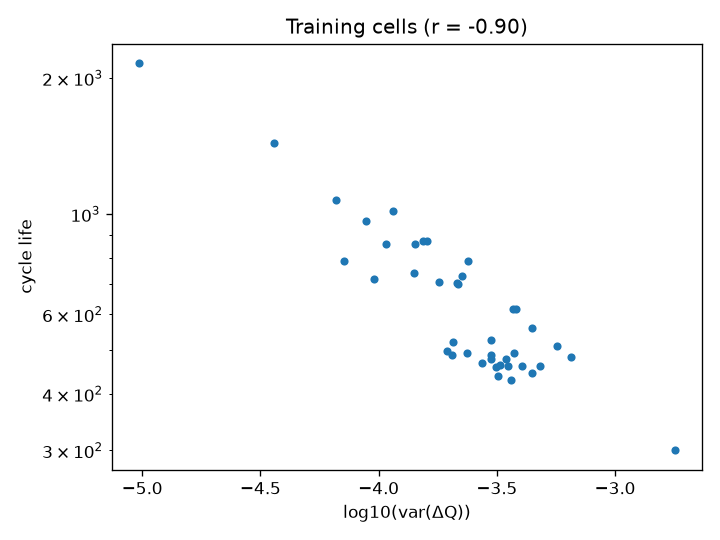 Training cells (r = -0.90)
cycle life
2 × 10³
10³
6 × 10²
4 × 10²
3 × 10²
−5.0 −4.5 −4.0 −3.5 −3.0
log10(var(ΔQ))